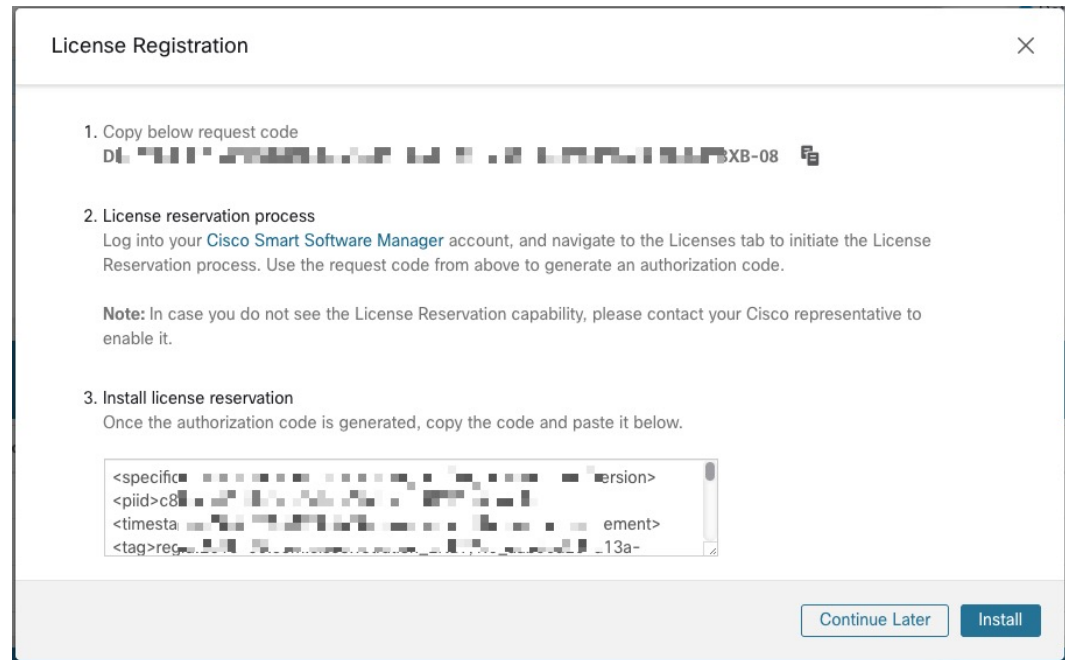 License Registration
1. Copy below request code
XB-08
2. License reservation process
Log into your Cisco Smart Software Manager account, and navigate to the Licenses tab to initiate the License
Reservation process. Use the request code from above to generate an authorization code.
Note: In case you do not see the License Reservation capability, please contact your Cisco representative to
enable it.
3. Install license reservation
Once the authorization code is generated, copy the code and paste it below.
<specific ersion>
<piid>c8
<timesta ement>
<tag>reg 13a-
Continue Later
Install